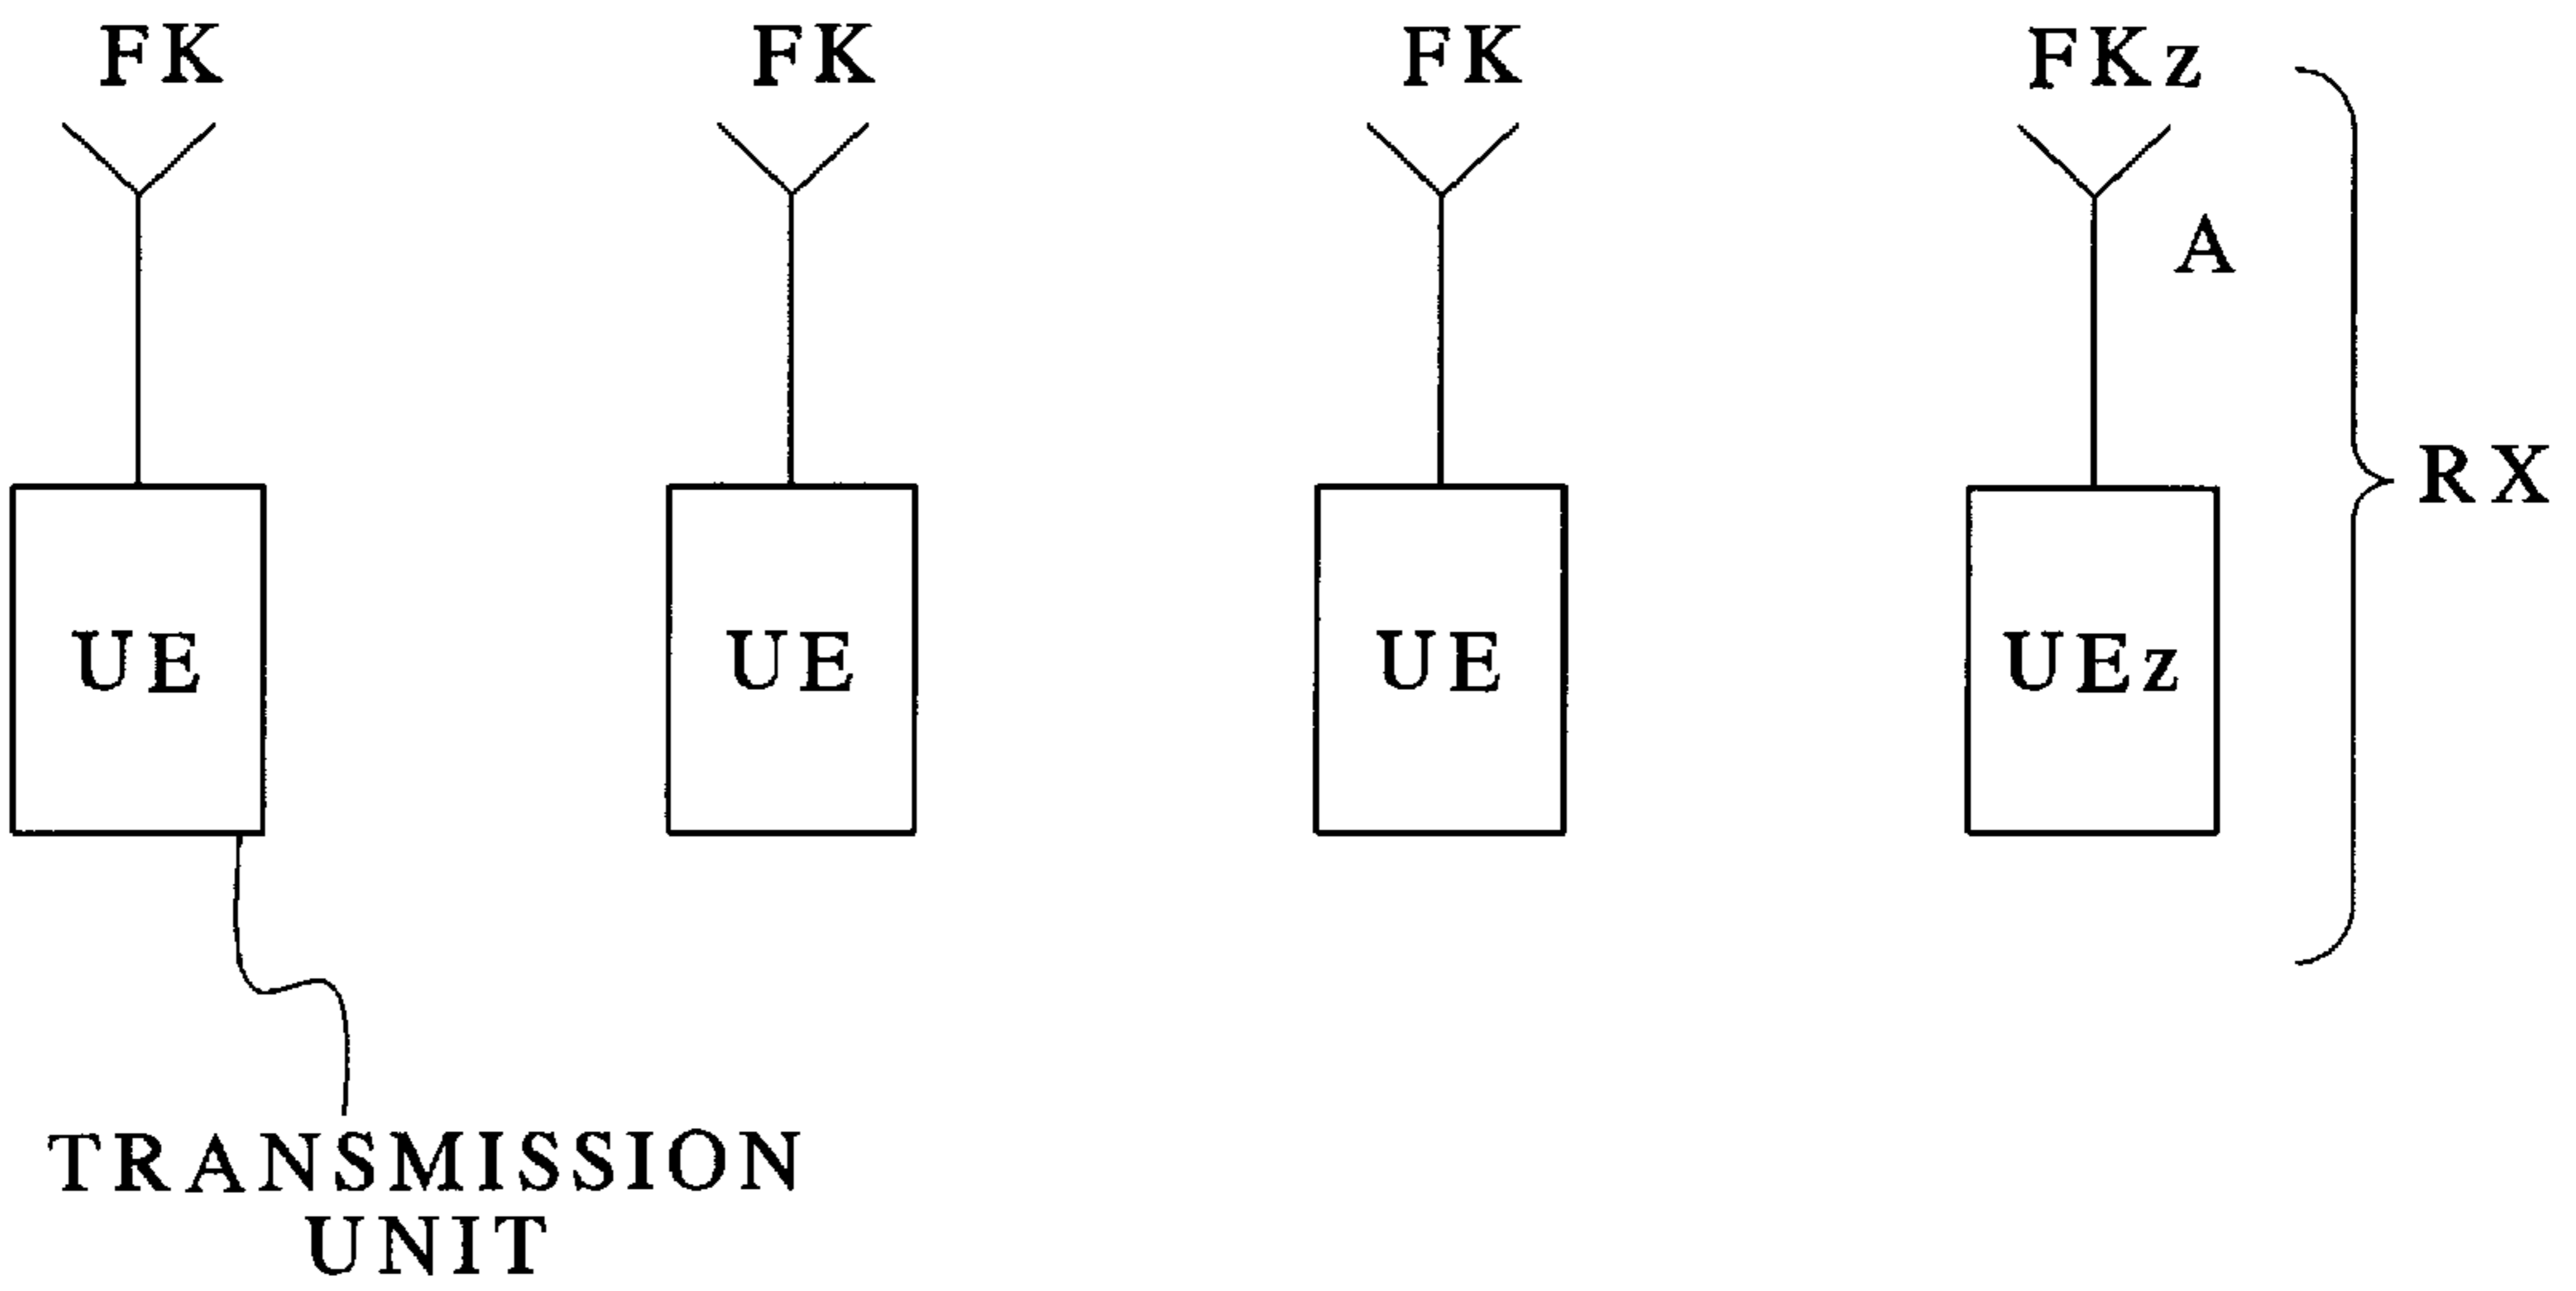 FK FK FK FKz
A
RX
UE UE UE UEz
TRANSMISSION
UNIT